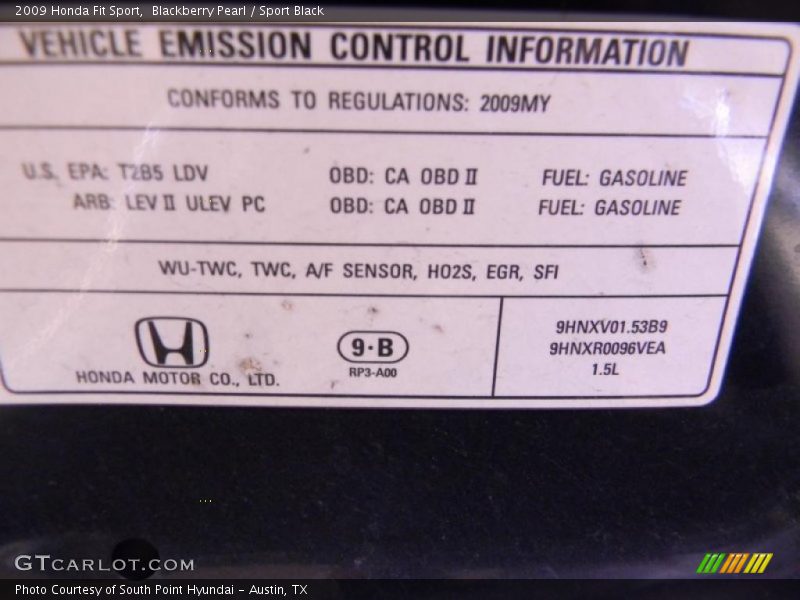 2009 Honda Fit Sport,  Blackberry Pearl / Sport Black
VEHICLE EMISSION CONTROL INFORMATION
CONFORMS TO REGULATIONS: 2009MY
U.S. EPA: T2B5 LDV OBD: CA OBD II FUEL: GASOLINE
ARB: LEV II ULEV PC OBD: CA OBD II FUEL: GASOLINE
WU-TWC, TWC, A/F SENSOR, HO2S, EGR, SFI
HONDA MOTOR CO., LTD.
9·B
RP3-A00
9HNXV01.53B9
9HNXR0096VEA
1.5L
GTCARLOT.COM
Photo Courtesy of South Point Hyundai - Austin, TX